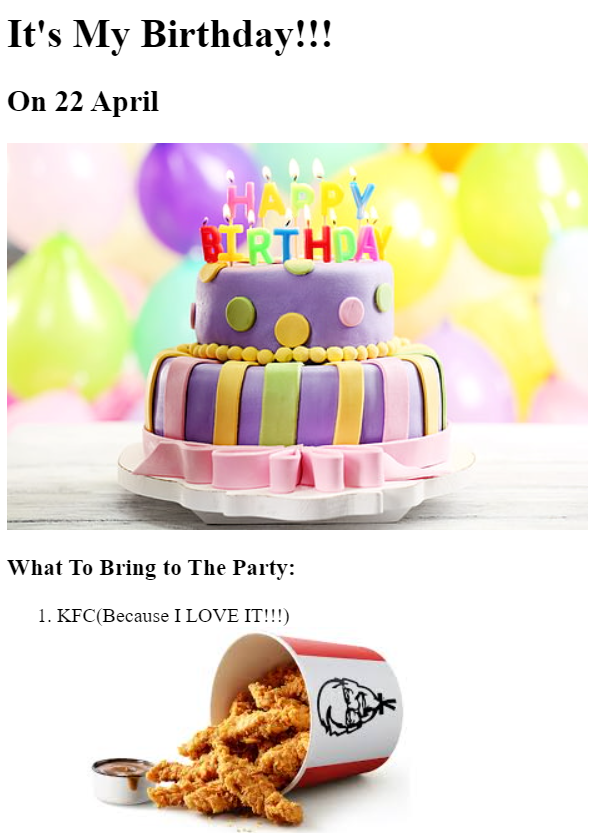 It's My Birthday!!!
On 22 April
HAPPY
BIRTHDAY
What To Bring to The Party:
1. KFC(Because I LOVE IT!!!)